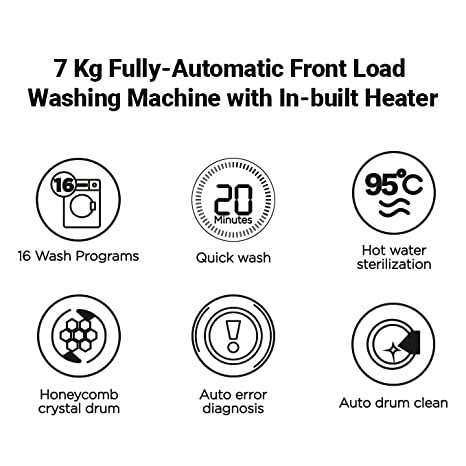 7 Kg Fully-Automatic Front Load
Washing Machine with In-built Heater
16
20
Minutes
95°C
16 Wash Programs
Quick wash
Hot water
sterilization
!
Honeycomb
crystal drum
Auto error
diagnosis
Auto drum clean